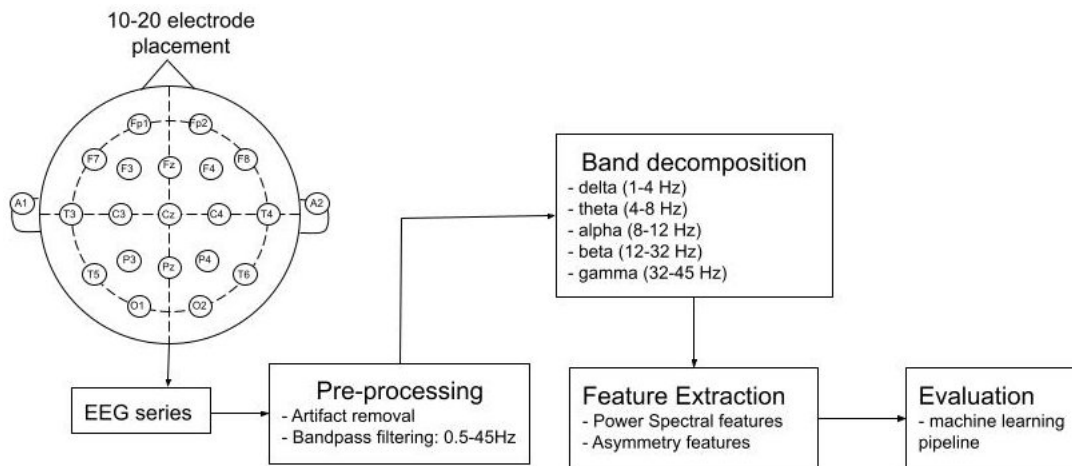 10-20 electrode
placement
Fp1 Fp2
F7 F3 Fz F4 F8
A1 T3 C3 Cz C4 T4 A2
T5 P3 Pz P4 T6
O1 O2
EEG series
Pre-processing
- Artifact removal
- Bandpass filtering: 0.5-45Hz
Band decomposition
- delta (1-4 Hz)
- theta (4-8 Hz)
- alpha (8-12 Hz)
- beta (12-32 Hz)
- gamma (32-45 Hz)
Feature Extraction
- Power Spectral features
- Asymmetry features
Evaluation
- machine learning
pipeline